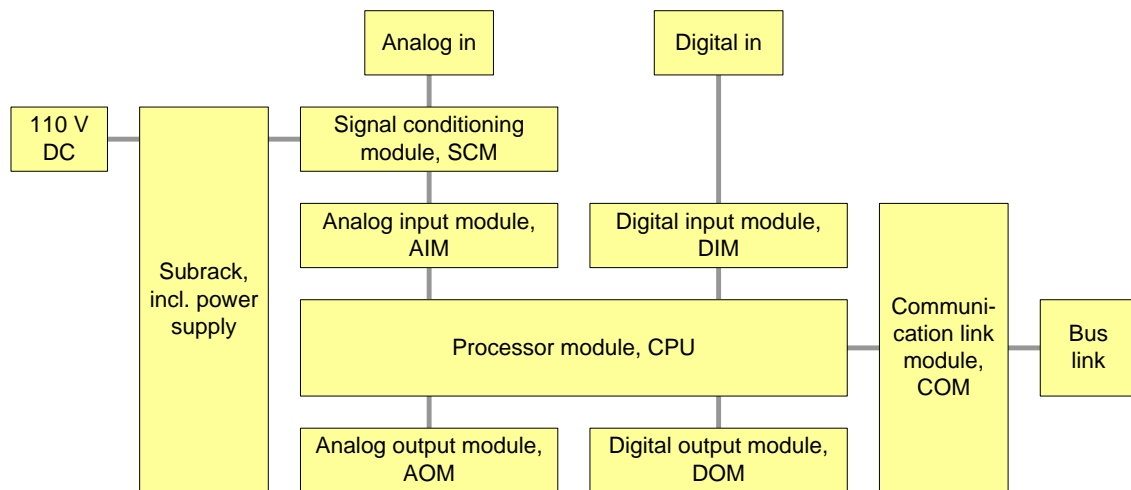 Analog in
Digital in
110 V
DC
Signal conditioning
module, SCM
Analog input module,
AIM
Digital input module,
DIM
Subrack,
incl. power
supply
Processor module, CPU
Communi-
cation link
module,
COM
Bus
link
Analog output module,
AOM
Digital output module,
DOM